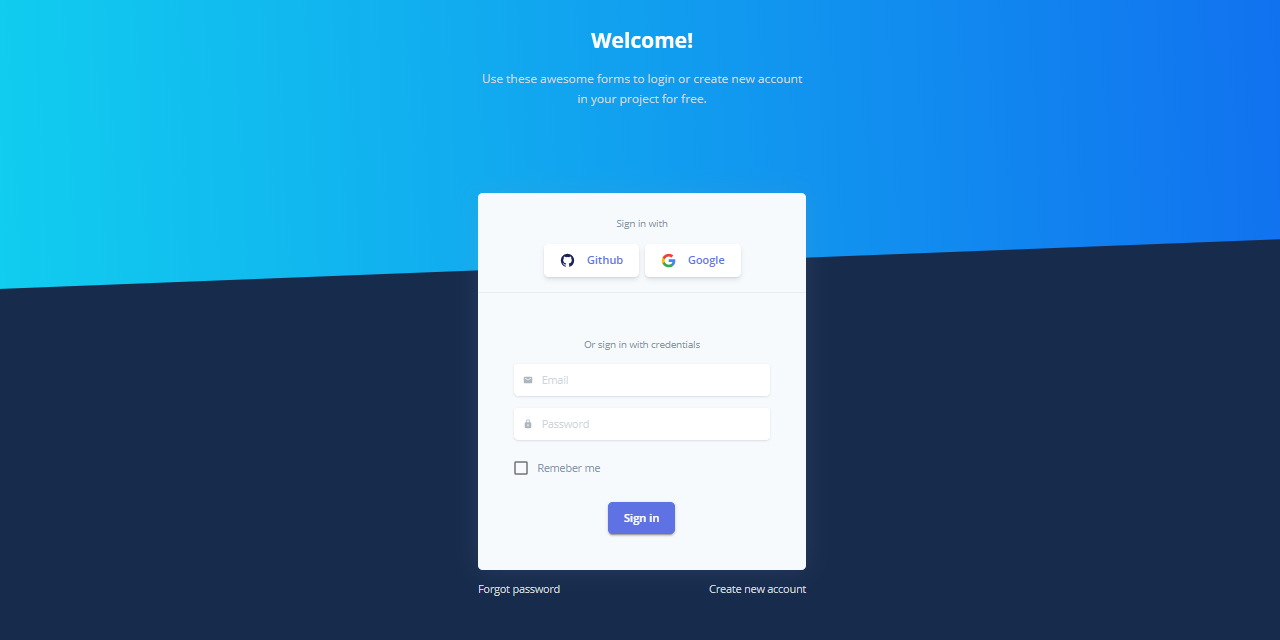 Welcome!
Use these awesome forms to login or create new account
in your project for free.
Sign in with
Github
Google
Or sign in with credentials
Email
Password
Remeber me
Sign in
Forgot password
Create new account